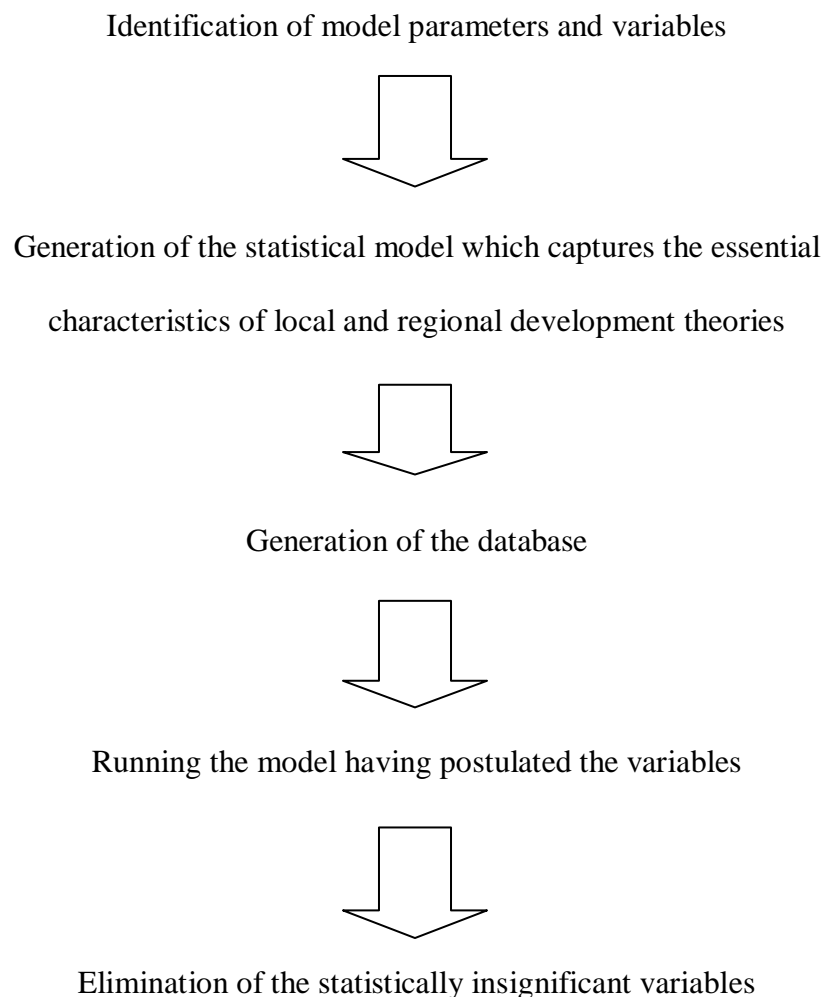 Identification of model parameters and variables
Generation of the statistical model which captures the essential
characteristics of local and regional development theories
Generation of the database
Running the model having postulated the variables
Elimination of the statistically insignificant variables